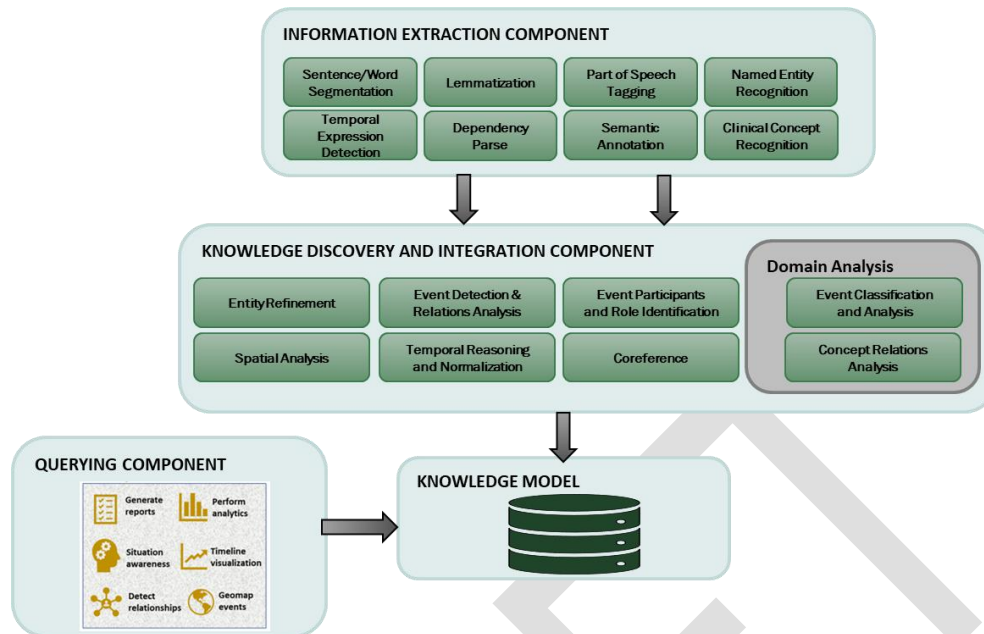 INFORMATION EXTRACTION COMPONENT
Sentence/Word
Segmentation
Lemmatization
Part of Speech
Tagging
Named Entity
Recognition
Temporal
Expression
Detection
Dependency
Parse
Semantic
Annotation
Clinical Concept
Recognition
KNOWLEDGE DISCOVERY AND INTEGRATION COMPONENT
Entity Refinement
Event Detection &
Relations Analysis
Event Participants
and Role Identification
Spatial Analysis
Temporal Reasoning
and Normalization
Coreference
Domain Analysis
Event Classification
and Analysis
Concept Relations
Analysis
QUERYING COMPONENT
Generate
reports
Perform
analytics
Situation
awareness
Timeline
visualization
Detect
relationships
Geomap
events
KNOWLEDGE MODEL